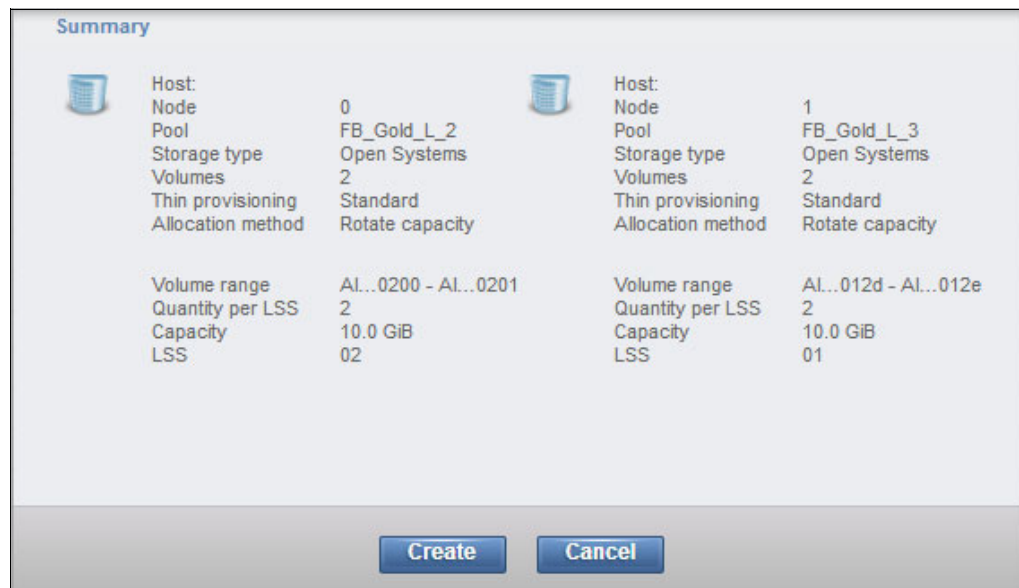 Summary
Host:
Node 0
Pool FB_Gold_L_2
Storage type Open Systems
Volumes 2
Thin provisioning Standard
Allocation method Rotate capacity
Volume range AI...0200 - AI...0201
Quantity per LSS 2
Capacity 10.0 GiB
LSS 02
Host:
Node 1
Pool FB_Gold_L_3
Storage type Open Systems
Volumes 2
Thin provisioning Standard
Allocation method Rotate capacity
Volume range AI...012d - AI...012e
Quantity per LSS 2
Capacity 10.0 GiB
LSS 01
Create Cancel